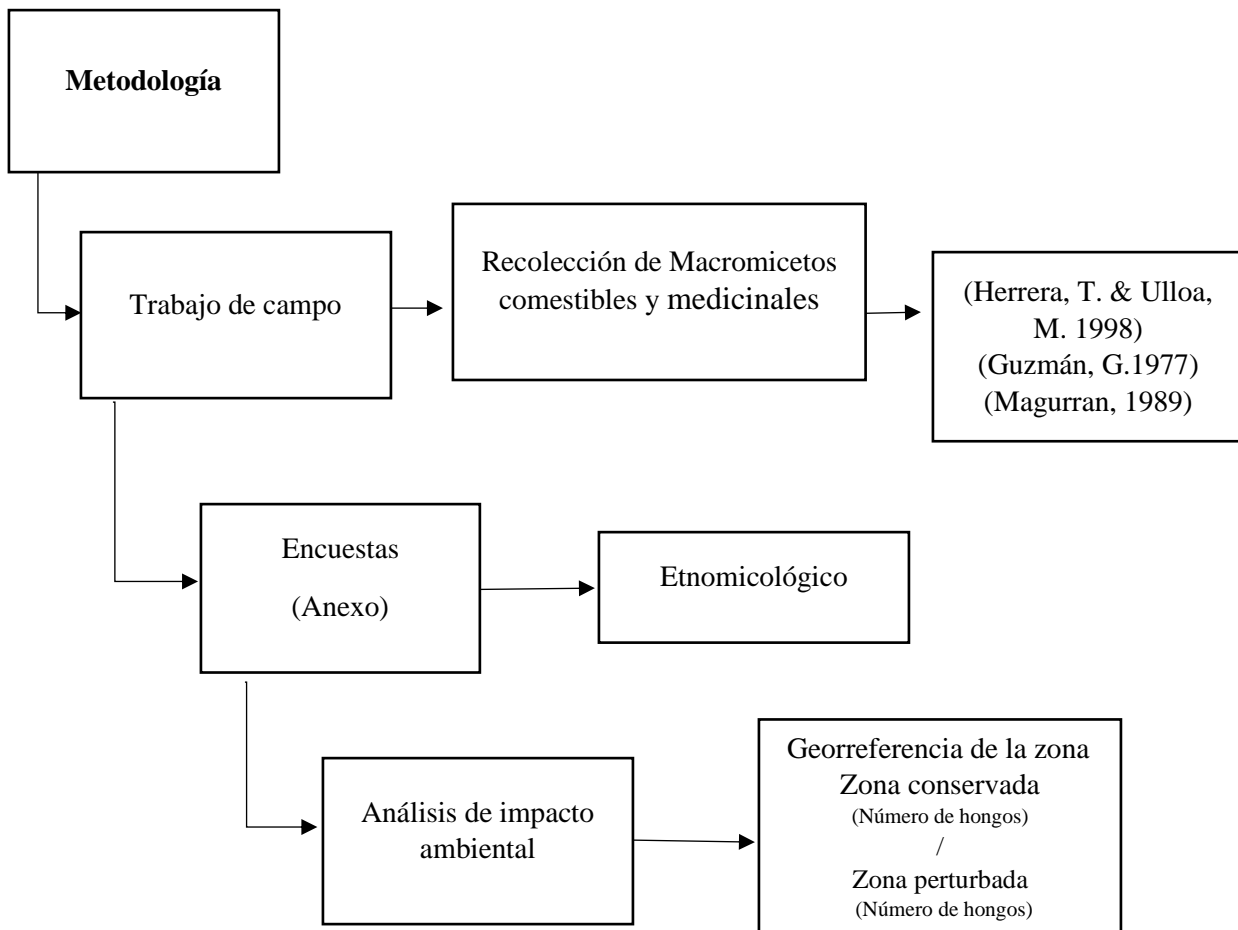 Metodología
Trabajo de campo
Recolección de Macromicetos
comestibles y medicinales
(Herrera, T. & Ulloa,
M. 1998)
(Guzmán, G.1977)
(Magurran, 1989)
Encuestas
(Anexo)
Etnomicológico
Análisis de impacto
ambiental
Georreferencia de la zona
Zona conservada
(Número de hongos)
/
Zona perturbada
(Número de hongos)